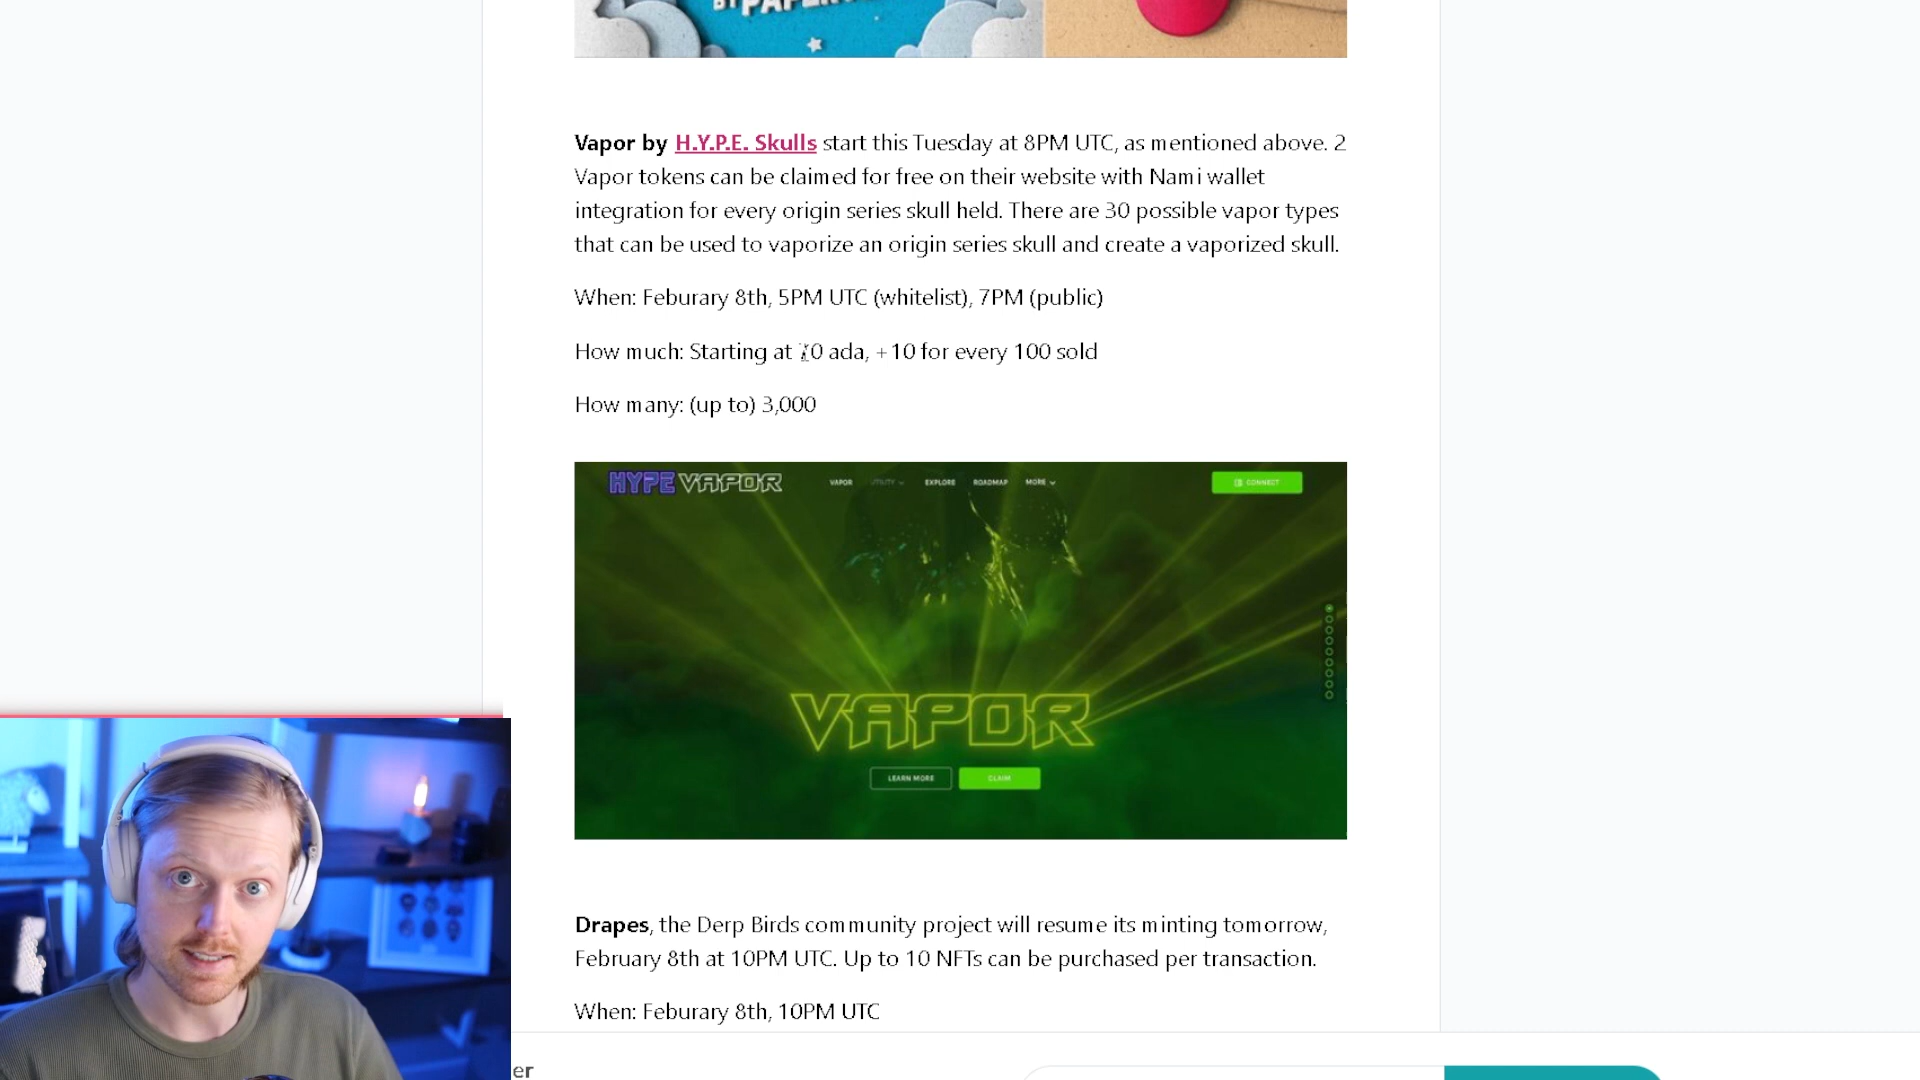 Vapor by H.Y.P.E. Skulls start this Tuesday at 8PM UTC, as mentioned above. 2
Vapor tokens can be claimed for free on their website with Nami wallet
integration for every origin series skull held. There are 30 possible vapor types
that can be used to vaporize an origin series skull and create a vaporized skull.
When: Feburary 8th, 5PM UTC (whitelist), 7PM (public)
How much: Starting at ada, +10 for every 100 sold
How many: (up to) 3,000
HYPE VAPOR VAPOR UTILITY EXPLORE ROADMAP MORE CONNECT
VAPOR
LEARN MORE CLAIM
Drapes, the Derp Birds community project will resume its minting tomorrow,
February 8th at 10PM UTC. Up to 10 NFTs can be purchased per transaction.
When: Feburary 8th, 10PM UTC